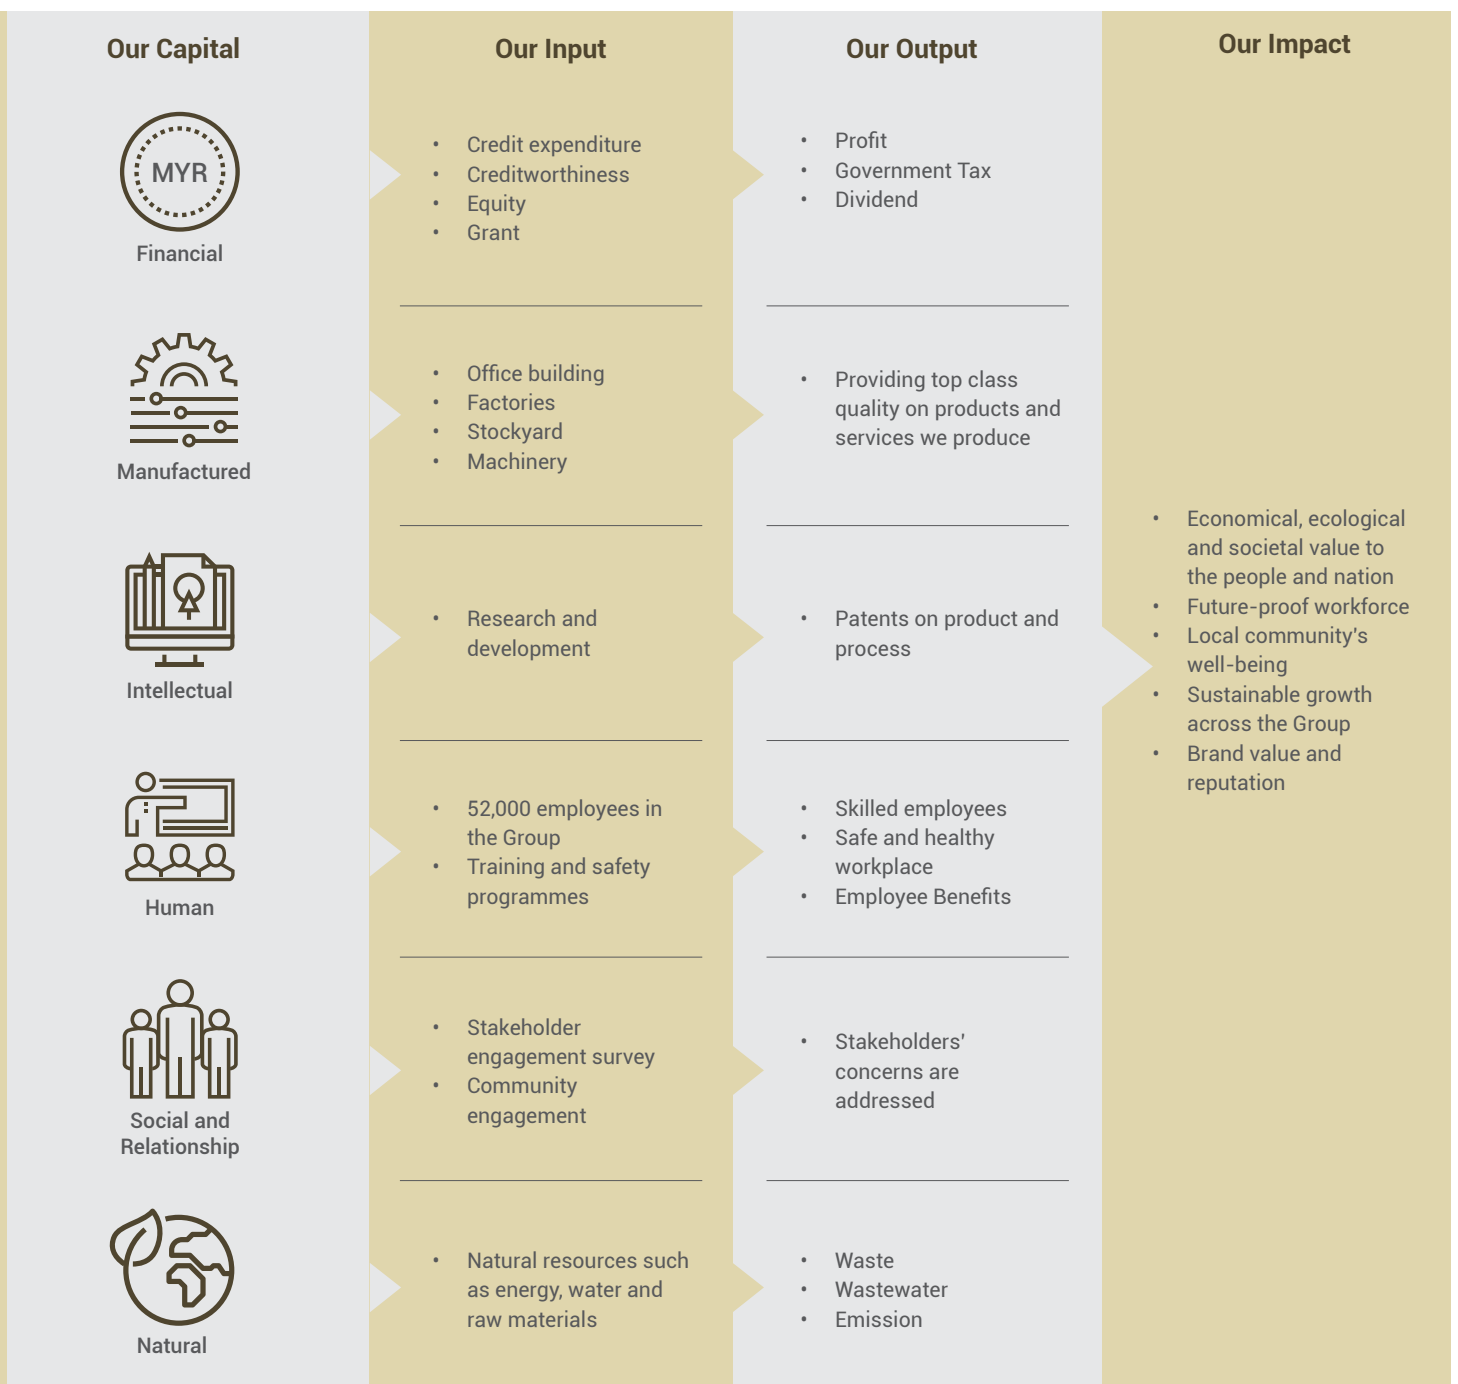 Our Capital
Our Input
Our Output
Our Impact
MYR
Financial
• Credit expenditure
• Creditworthiness
• Equity
• Grant
• Profit
• Government Tax
• Dividend
Manufactured
• Office building
• Factories
• Stockyard
• Machinery
• Providing top class
quality on products and
services we produce
Intellectual
• Research and
development
• Patents on product and
process
Human
• 52,000 employees in
the Group
• Training and safety
programmes
• Skilled employees
• Safe and healthy
workplace
• Employee Benefits
Social and
Relationship
• Stakeholder
engagement survey
• Community
engagement
• Stakeholders'
concerns are
addressed
Natural
• Natural resources such
as energy, water and
raw materials
• Waste
• Wastewater
• Emission
• Economical, ecological
and societal value to
the people and nation
• Future-proof workforce
• Local community's
well-being
• Sustainable growth
across the Group
• Brand value and
reputation